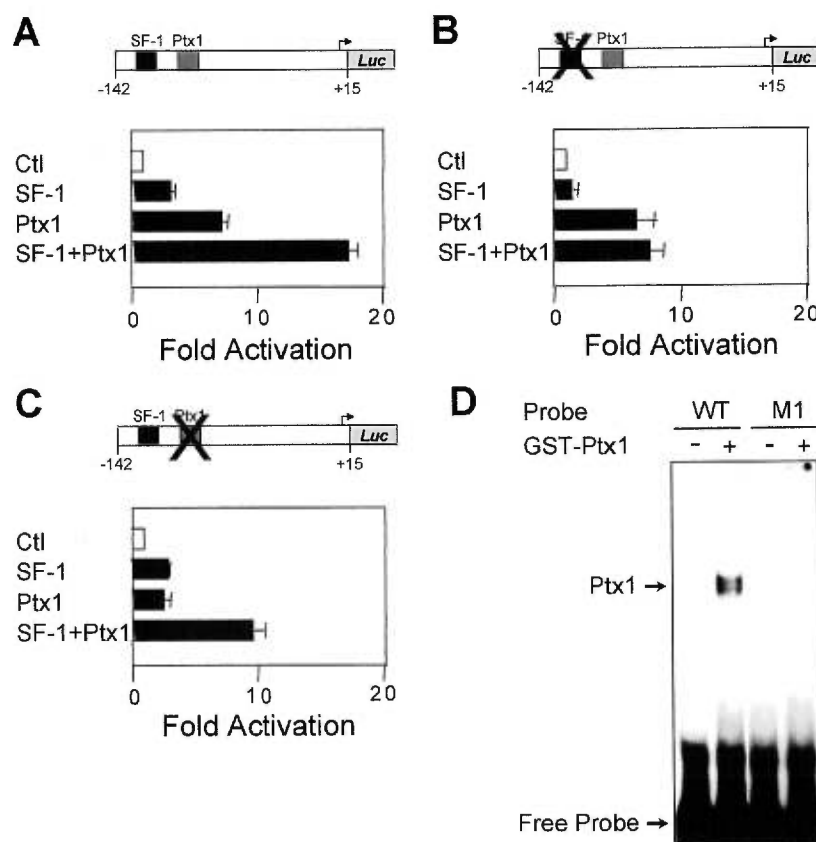 A
SF-1 Ptx1
Luc
-142 +15
Ctl
SF-1
Ptx1
SF-1+Ptx1
0 10 20
Fold Activation
B
SF-1 Ptx1
Luc
-142 +15
Ctl
SF-1
Ptx1
SF-1+Ptx1
0 10 20
Fold Activation
C
SF-1 Ptx1
Luc
-142 +15
Ctl
SF-1
Ptx1
SF-1+Ptx1
0 10 20
Fold Activation
D
Probe WT M1
GST-Ptx1 - + - +
Ptx1
Free Probe